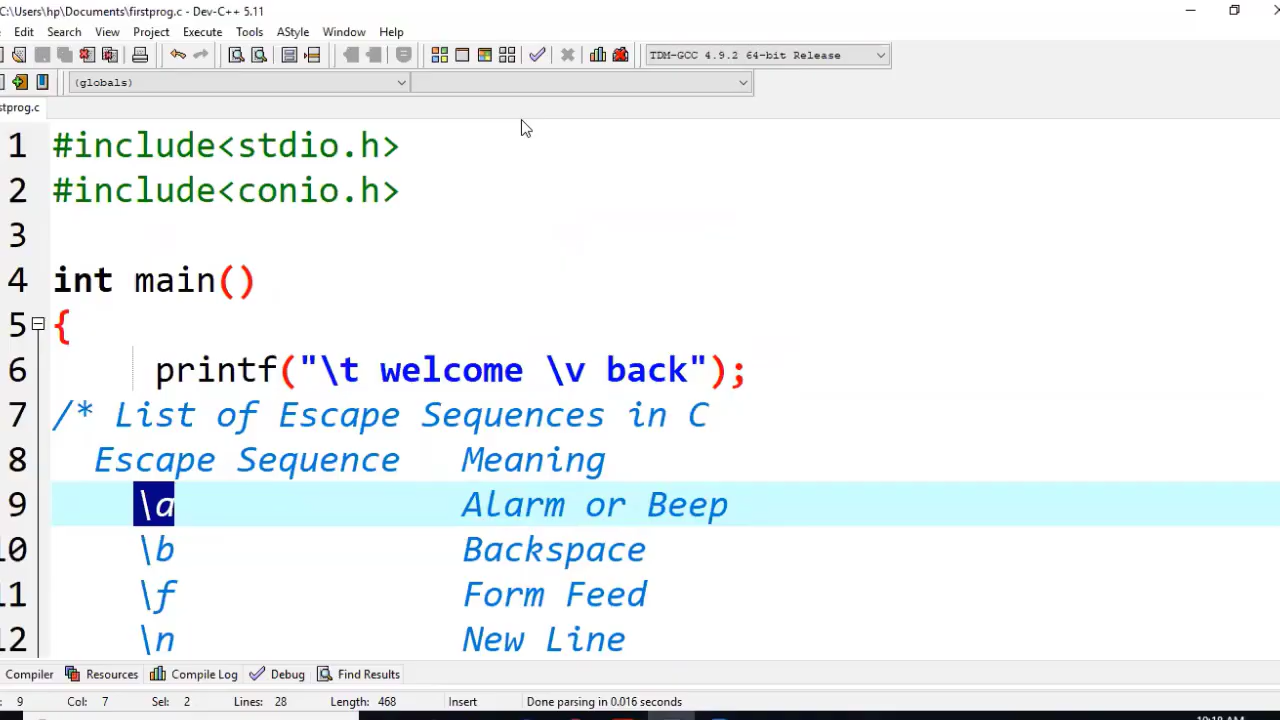 C:\Users\hp\Documents\firstprog.c - Dev-C++ 5.11
Edit Search View Project Execute Tools AStyle Window Help
TDM-GCC 4.9.2 64-bit Release
(globals)
stprog.c
1 #include<stdio.h>
2 #include<conio.h>
3
4 int main()
5 {
6 printf("\t welcome \v back");
7 /* List of Escape Sequences in C
8 Escape Sequence Meaning
9 \a Alarm or Beep
10 \b Backspace
11 \f Form Feed
12 \n New Line
Compiler Resources Compile Log Debug Find Results
: 9 Col: 7 Sel: 2 Lines: 28 Length: 468 Insert Done parsing in 0.016 seconds